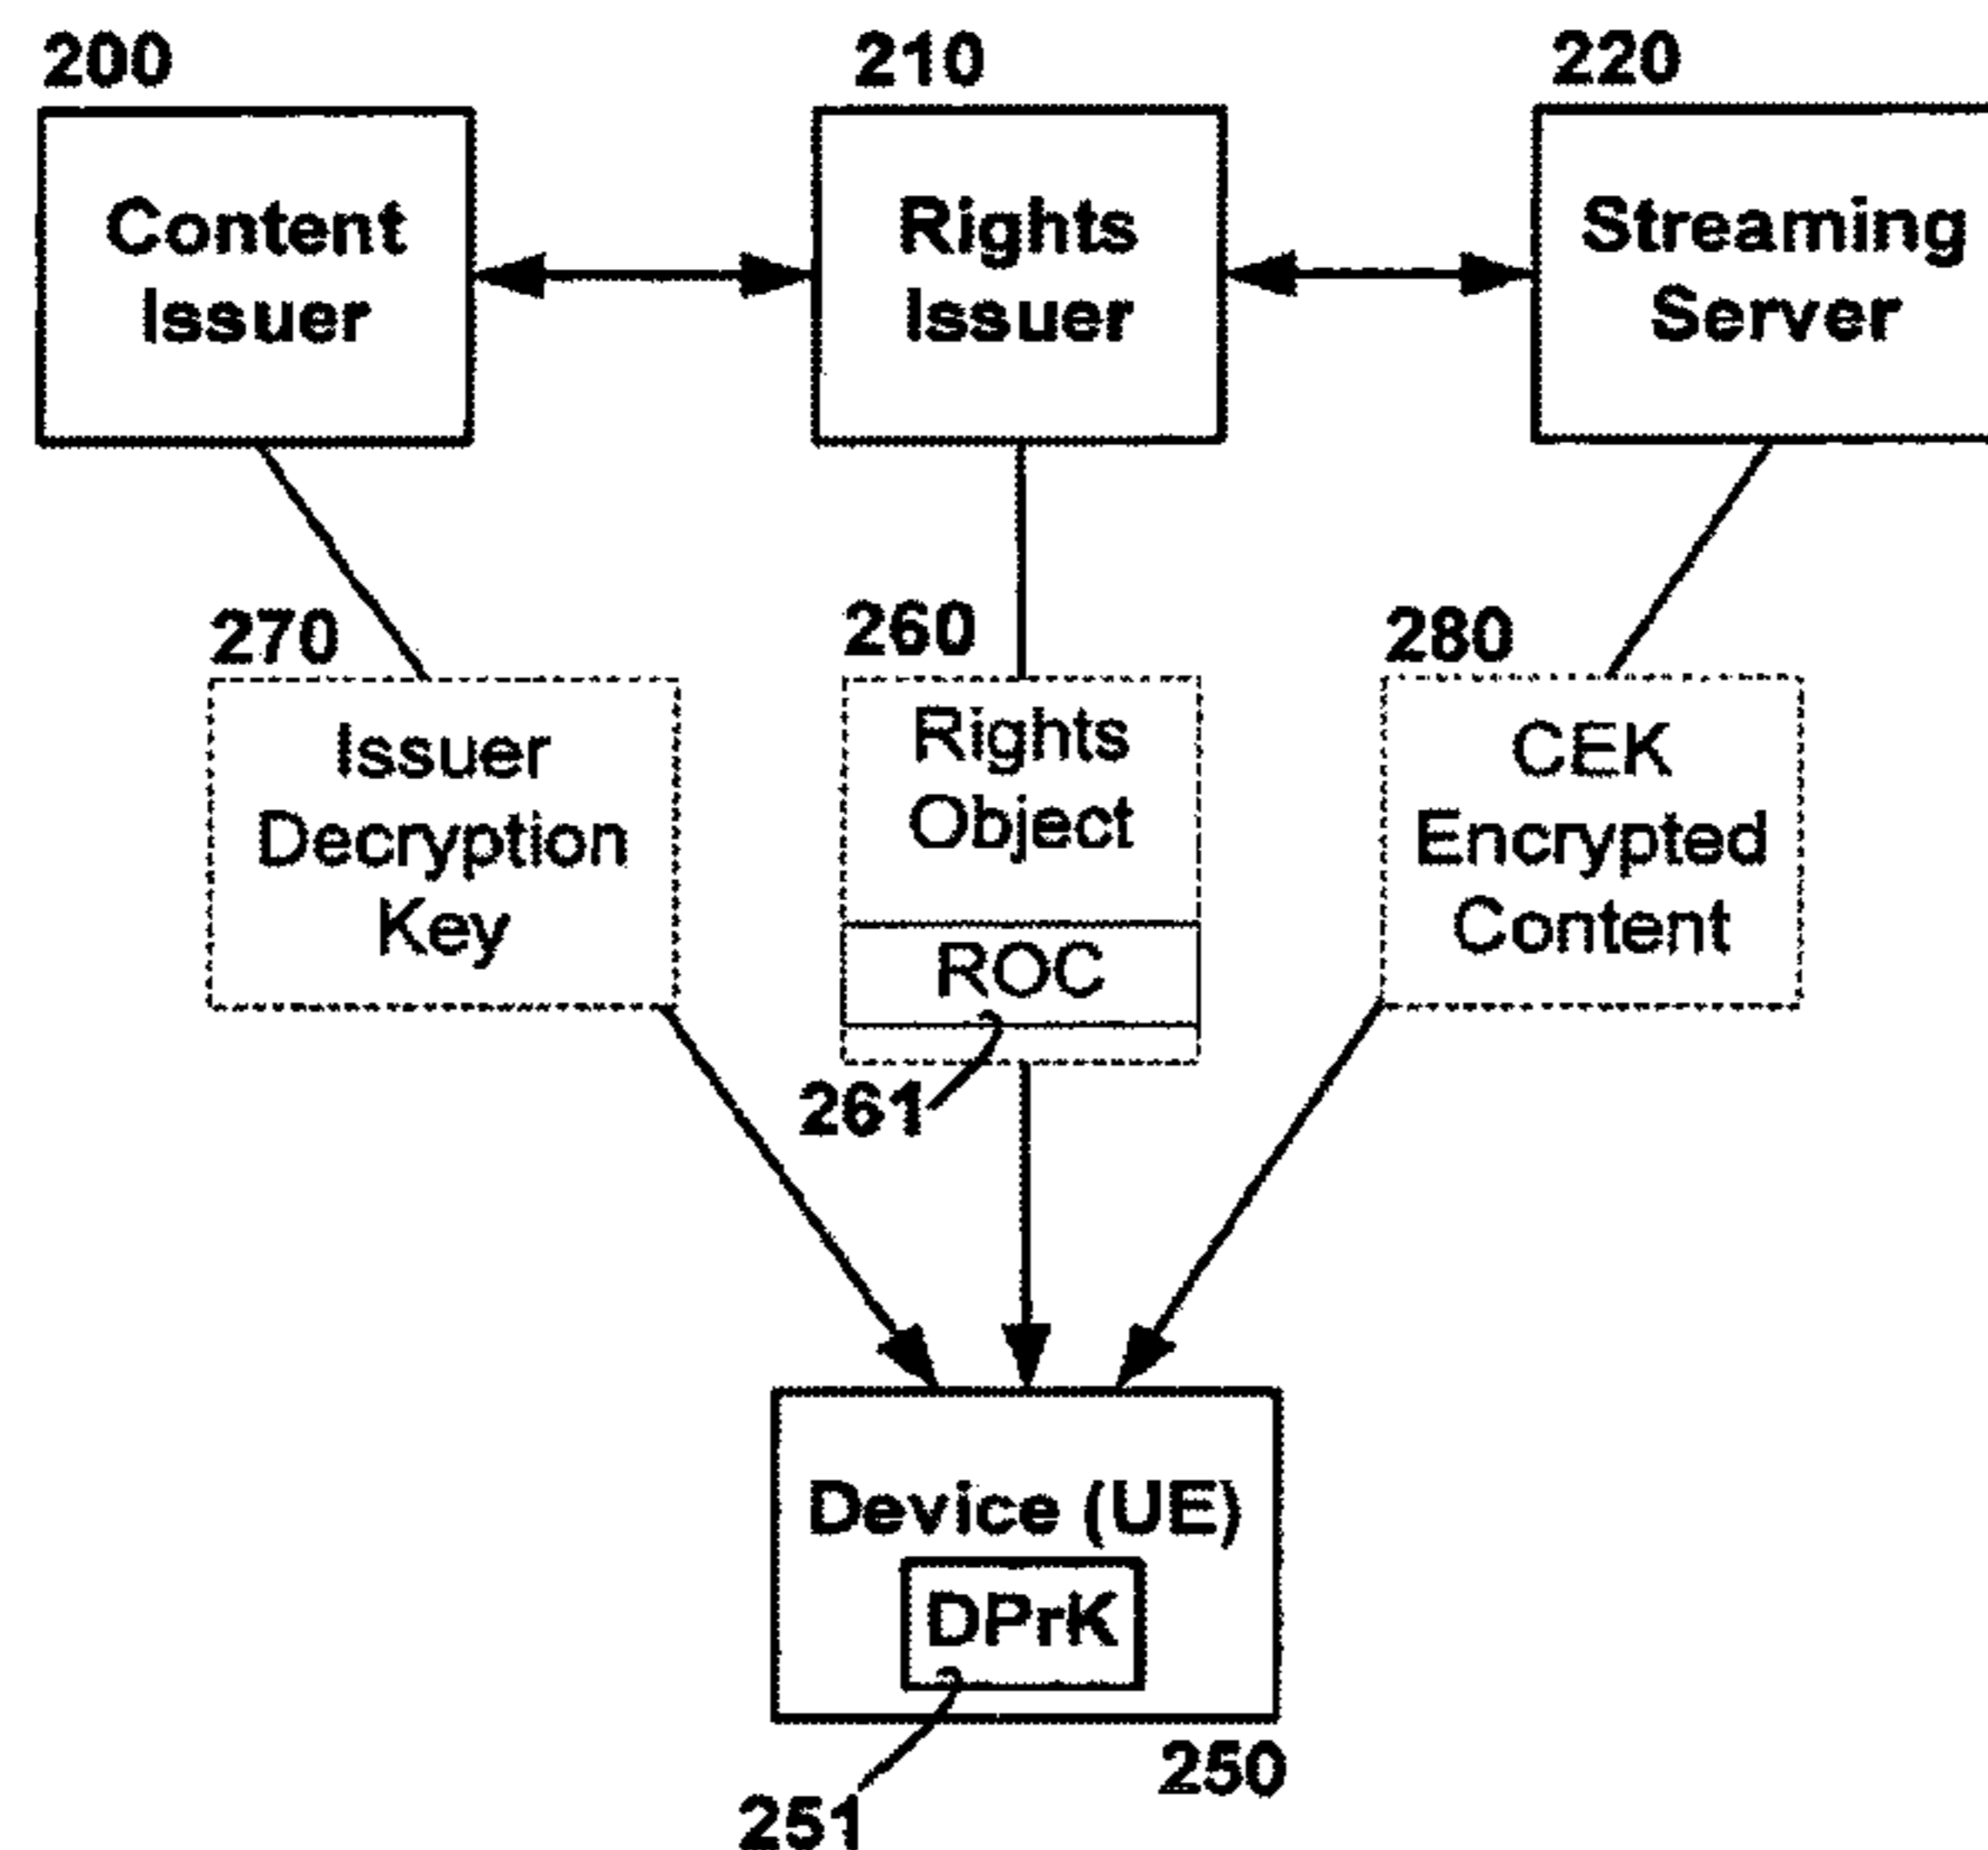 200
210
220
Content
Issuer
Rights
Issuer
Streaming
Server
270
260
280
Issuer
Decryption
Key
Rights
Object
ROC
CEK
Encrypted
Content
261
Device (UE)
DPrK
250
251